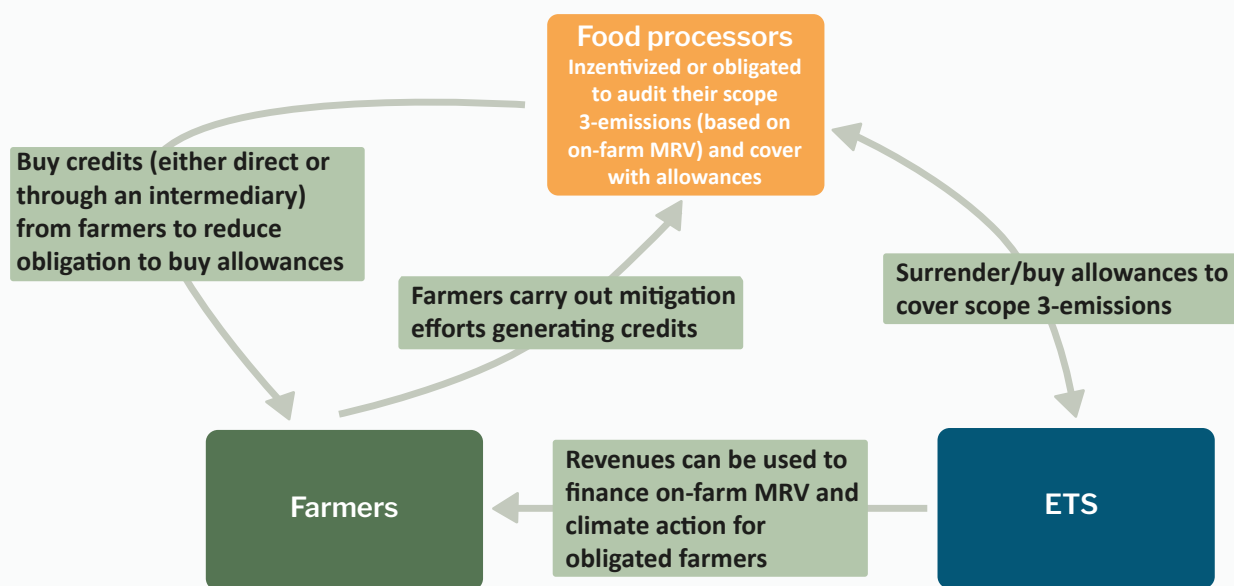 Food processors
Inzentivized or obligated
to audit their scope
3-emissions (based on
on-farm MRV) and cover
with allowances
Buy credits (either direct or
through an intermediary)
from farmers to reduce
obligation to buy allowances
Farmers carry out mitigation
efforts generating credits
Surrender/buy allowances to
cover scope 3-emissions
Farmers
Revenues can be used to
finance on-farm MRV and
climate action for
obligated farmers
ETS